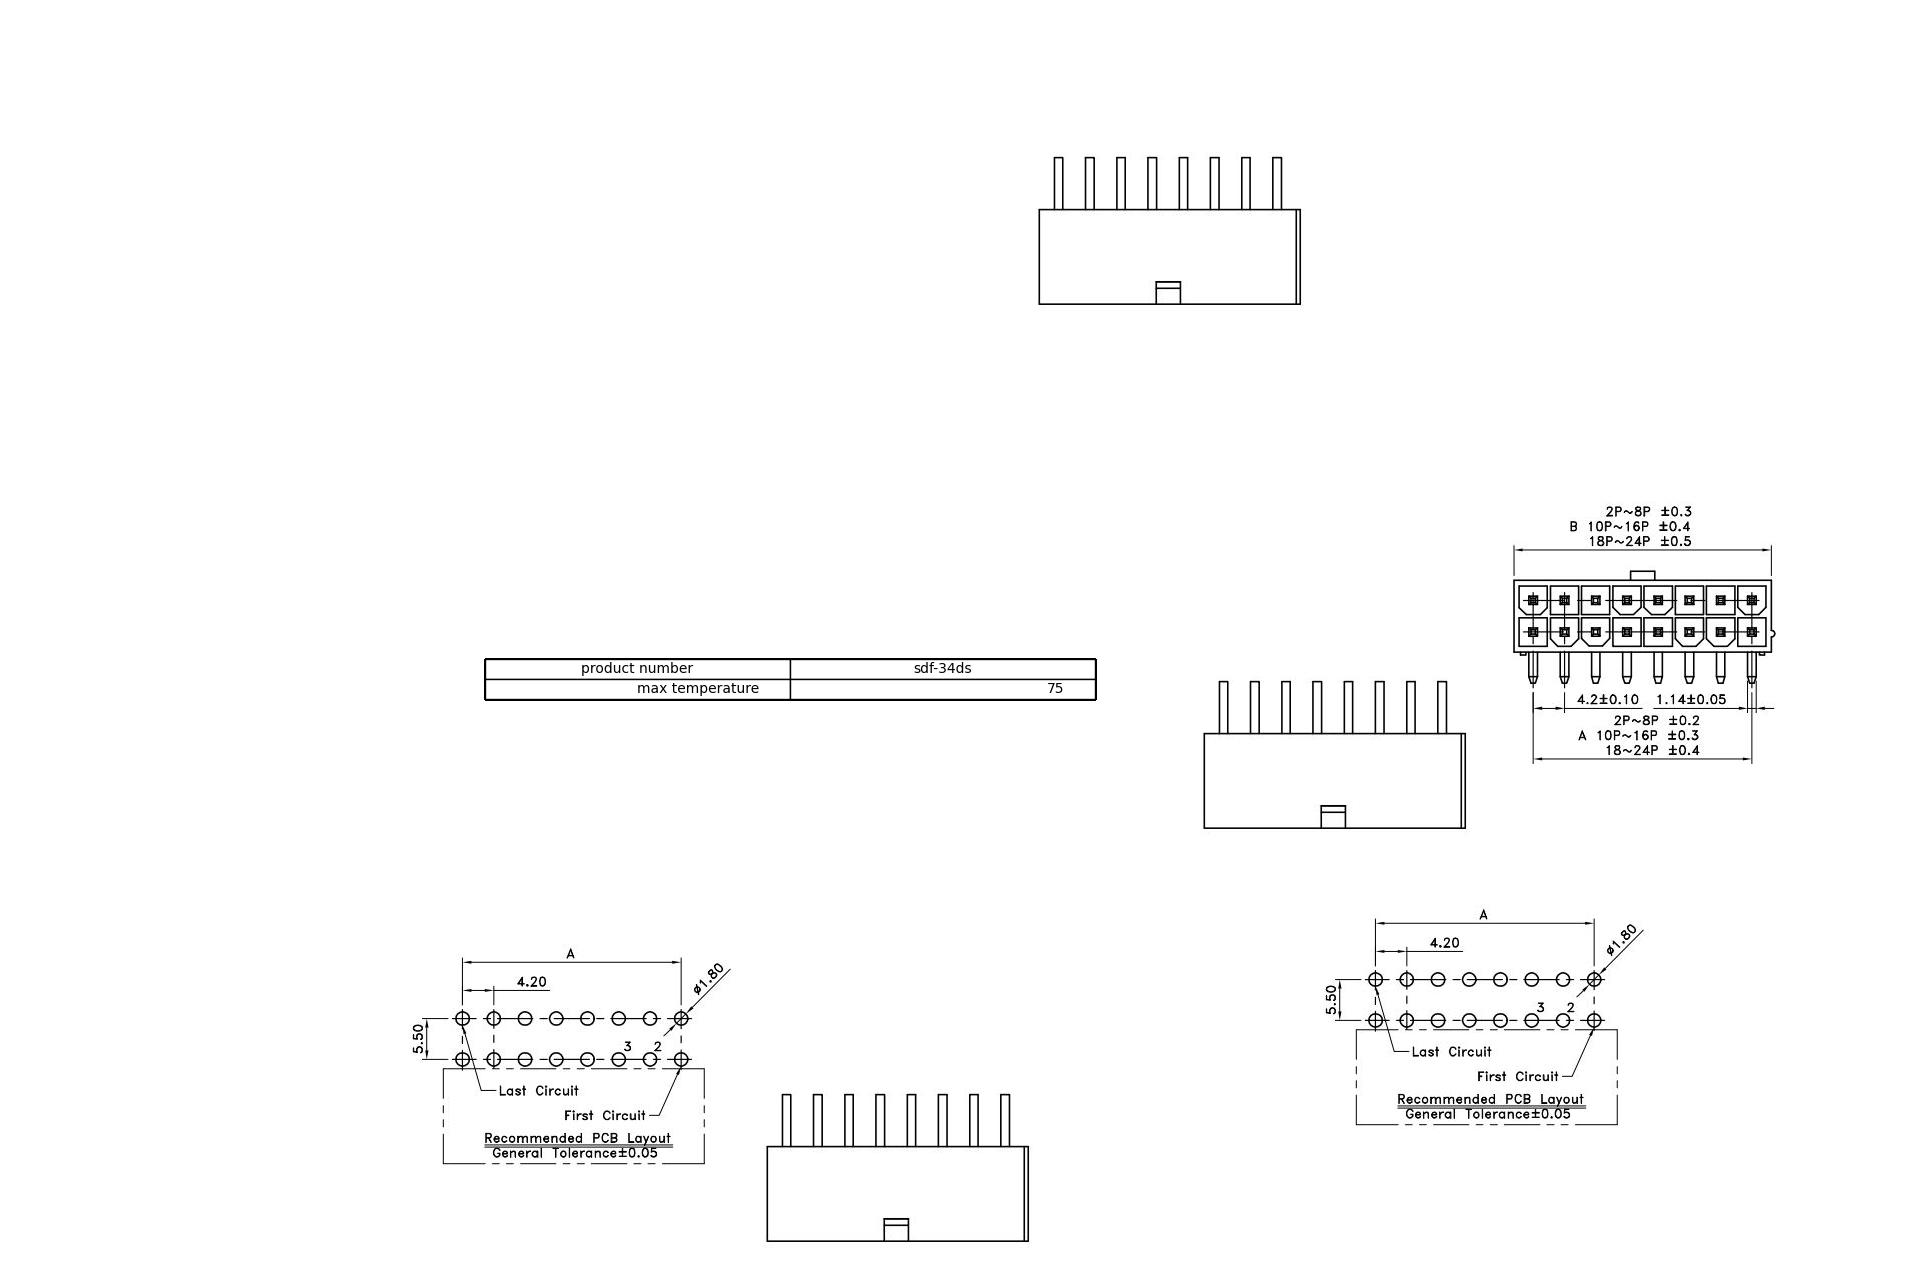 2P~8P ±0.3
B 10P~16P ±0.4
18P~24P ±0.5
product number sdf-34ds
max temperature 75
4.2±0.10 1.14±0.05
2P~8P ±0.2
A 10P~16P ±0.3
18~24P ±0.4
A
4.20
ø1.80
5.50
3 2
Last Circuit
First Circuit
Recommended PCB Layout
General Tolerance±0.05
A
4.20
ø1.80
5.50
3 2
Last Circuit
First Circuit
Recommended PCB Layout
General Tolerance±0.05